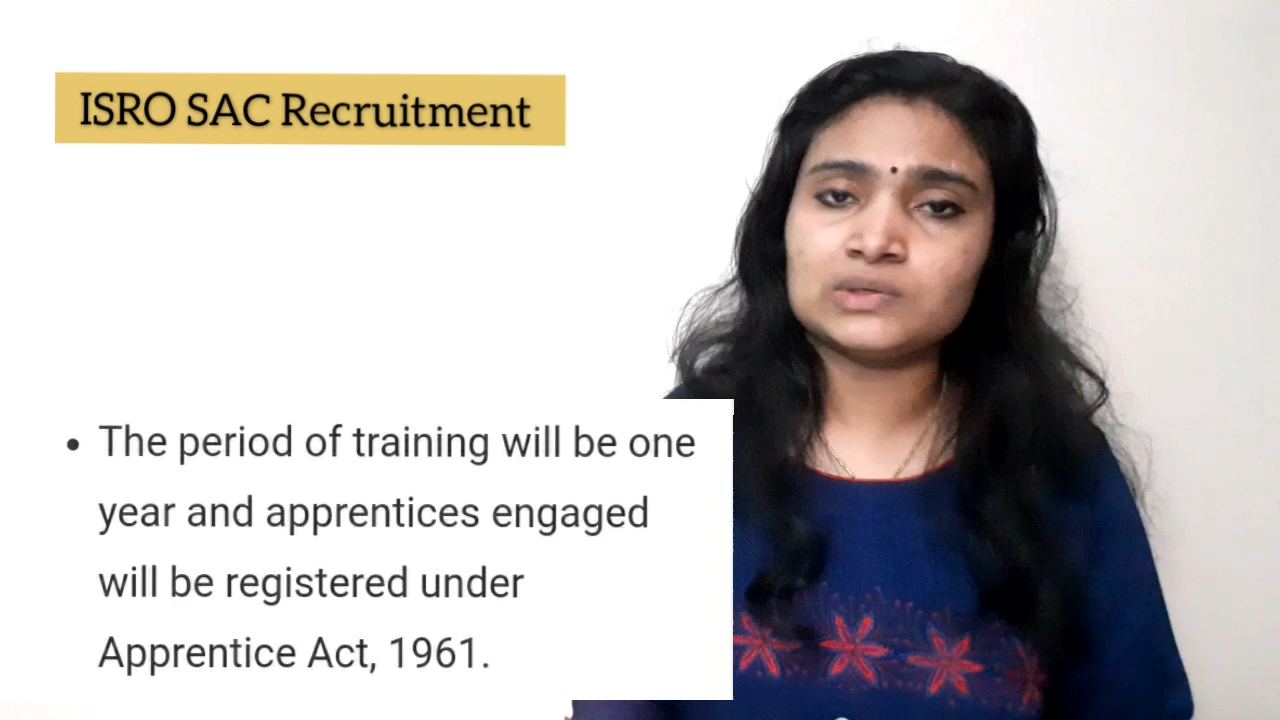 ISRO SAC Recruitment
• The period of training will be one
year and apprentices engaged
will be registered under
Apprentice Act, 1961.